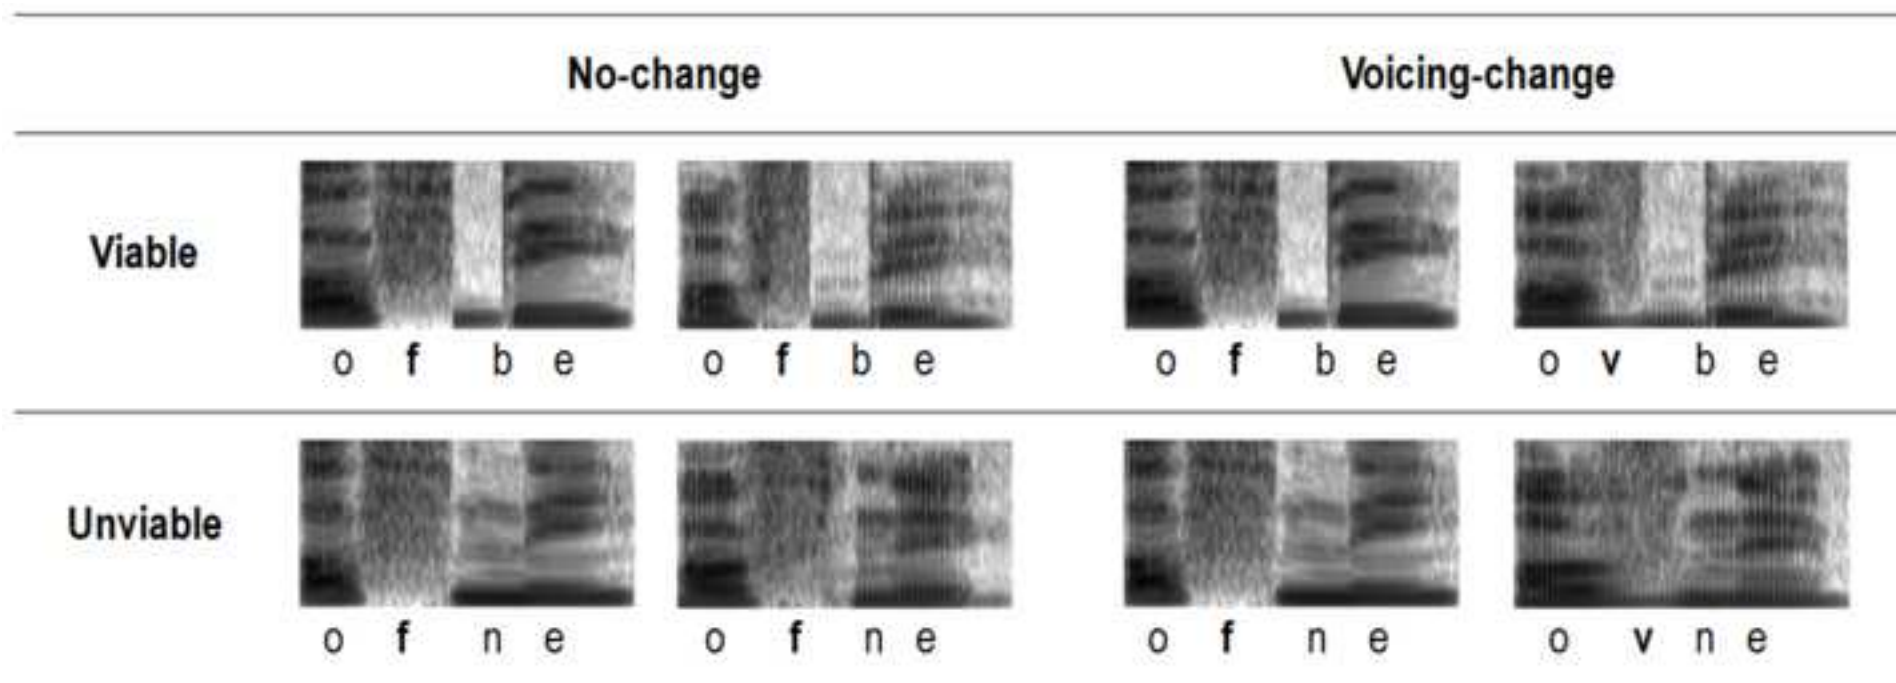 No-change Voicing-change
Viable
o f b e o f b e o f b e o v b e
Unviable
o f n e o f n e o f n e o v n e